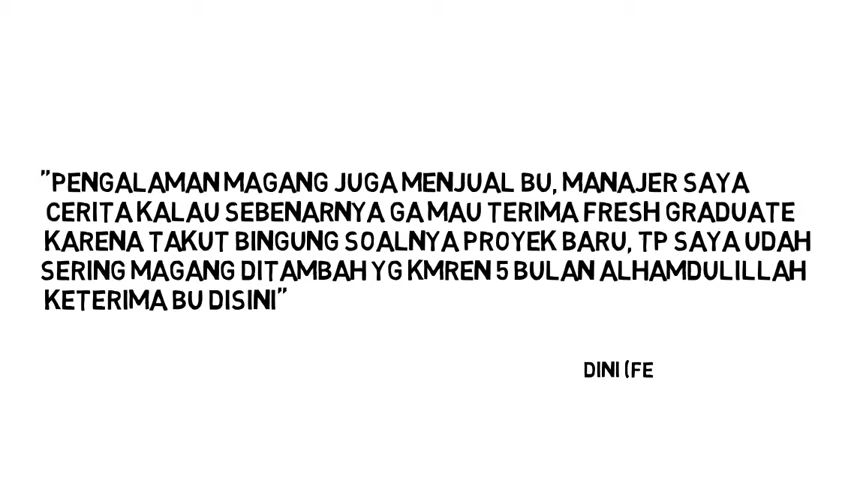 "PENGALAMAN MAGANG JUGA MENJUAL BU, MANAJER SAYA
CERITA KALAU SEBENARNYA GA MAU TERIMA FRESH GRADUATE
KARENA TAKUT BINGUNG SOALNYA PROYEK BARU, TP SAYA UDAH
SERING MAGANG DITAMBAH YG KMREN 5 BULAN ALHAMDULILLAH
KETERIMA BU DISINI"
DINI (FE